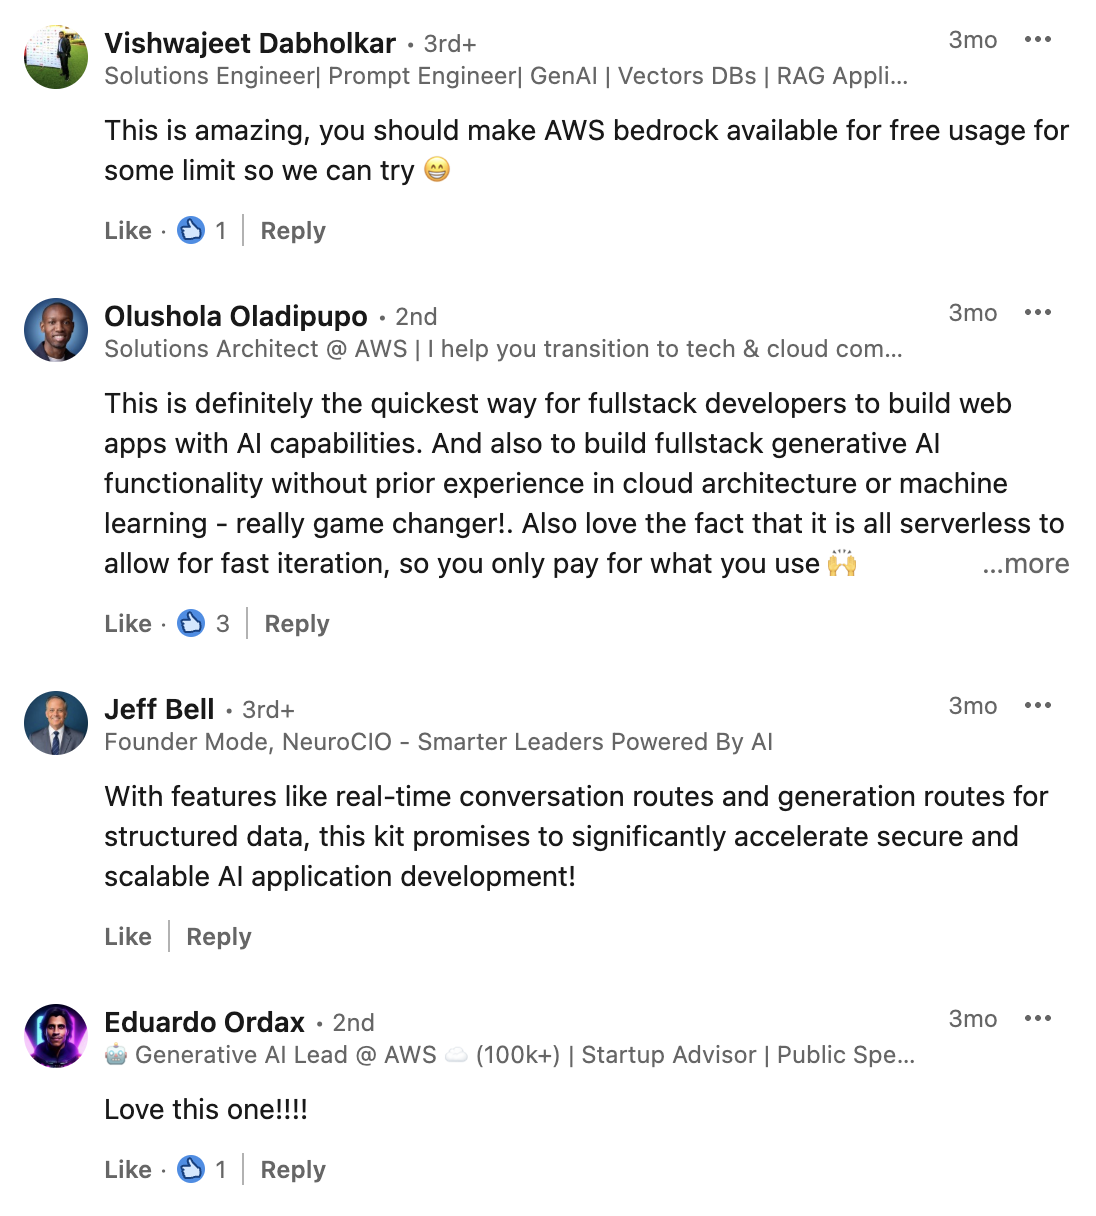 Vishwajeet Dabholkar • 3rd+ 3mo •••
Solutions Engineer| Prompt Engineer| GenAI | Vectors DBs | RAG Appli...
This is amazing, you should make AWS bedrock available for free usage for
some limit so we can try 😁
Like · 1 | Reply
Olushola Oladipupo • 2nd 3mo •••
Solutions Architect @ AWS | I help you transition to tech & cloud com...
This is definitely the quickest way for fullstack developers to build web
apps with AI capabilities. And also to build fullstack generative AI
functionality without prior experience in cloud architecture or machine
learning - really game changer!. Also love the fact that it is all serverless to
allow for fast iteration, so you only pay for what you use 🙌 ...more
Like · 3 | Reply
Jeff Bell • 3rd+ 3mo •••
Founder Mode, NeuroCIO - Smarter Leaders Powered By AI
With features like real-time conversation routes and generation routes for
structured data, this kit promises to significantly accelerate secure and
scalable AI application development!
Like | Reply
Eduardo Ordax • 2nd 3mo •••
🤖 Generative AI Lead @ AWS ☁️ (100k+) | Startup Advisor | Public Spe...
Love this one!!!!
Like · 1 | Reply